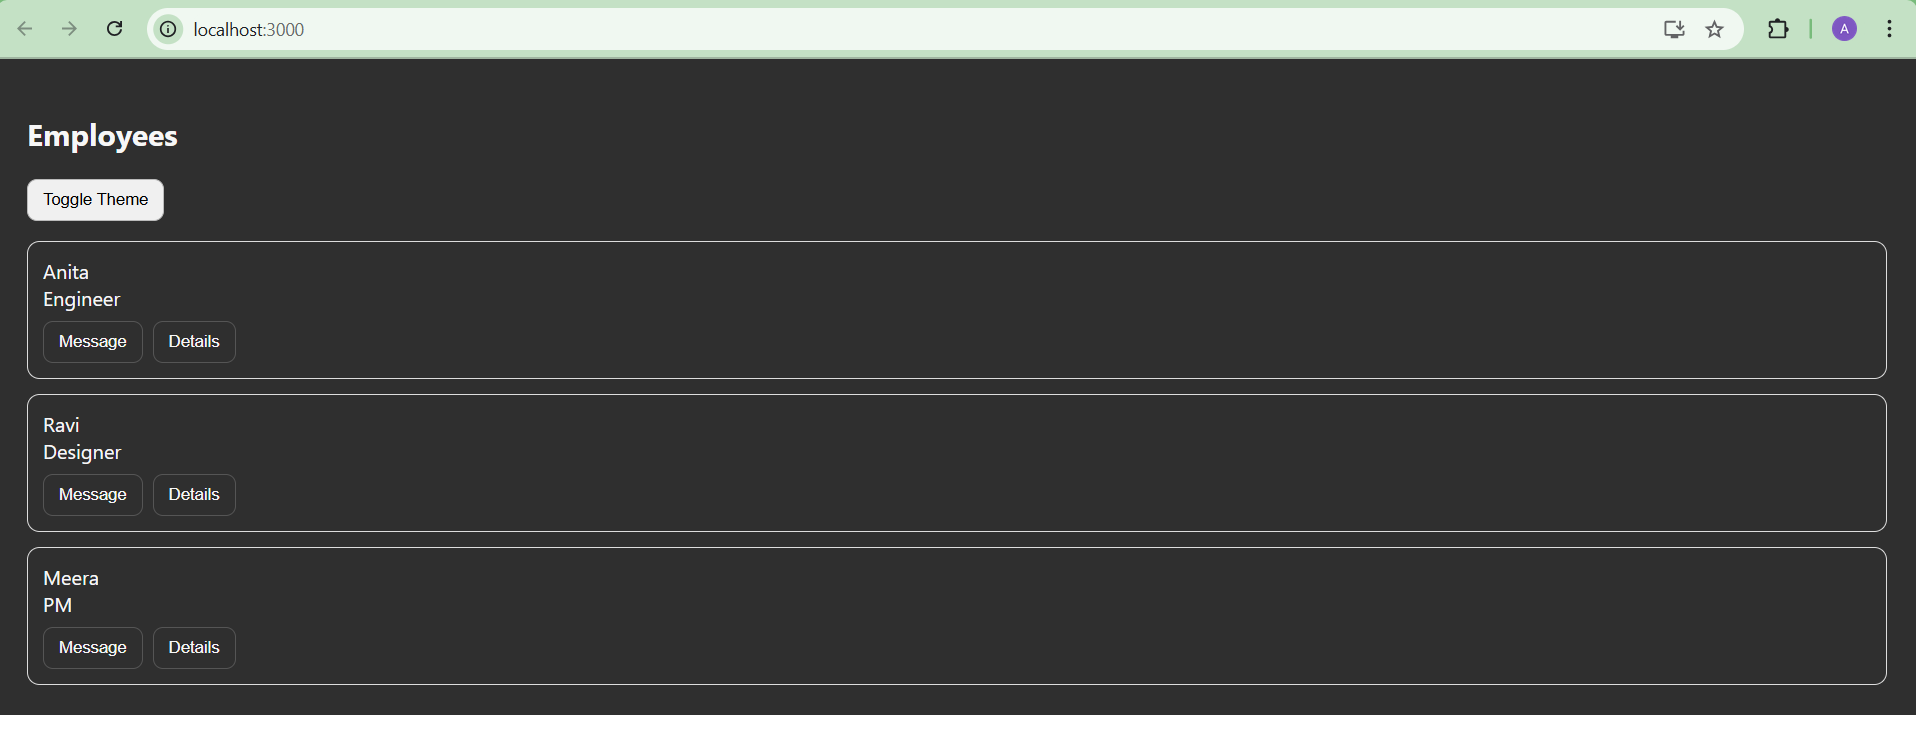 localhost:3000
A
Employees
Toggle Theme
Anita
Engineer
Message Details
Ravi
Designer
Message Details
Meera
PM
Message Details